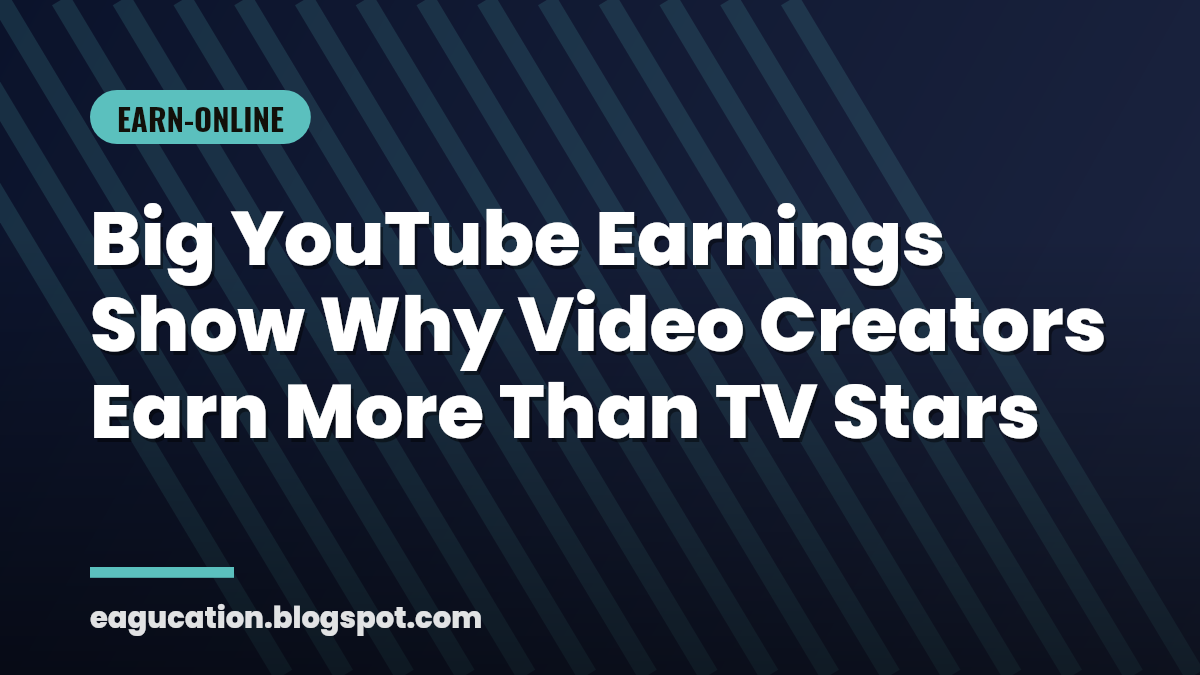 EARN-ONLINE
Big YouTube Earnings
Show Why Video Creators
Earn More Than TV Stars
eagucation.blogspot.com